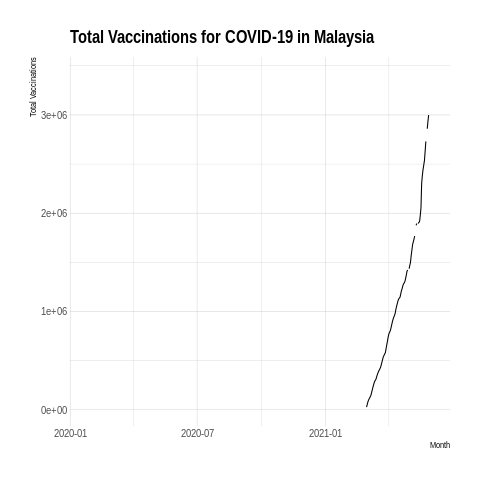 Total Vaccinations for COVID-19 in Malaysia
Total Vaccinations
3e+06
2e+06
1e+06
0e+00
2020-01 2020-07 2021-01
Month